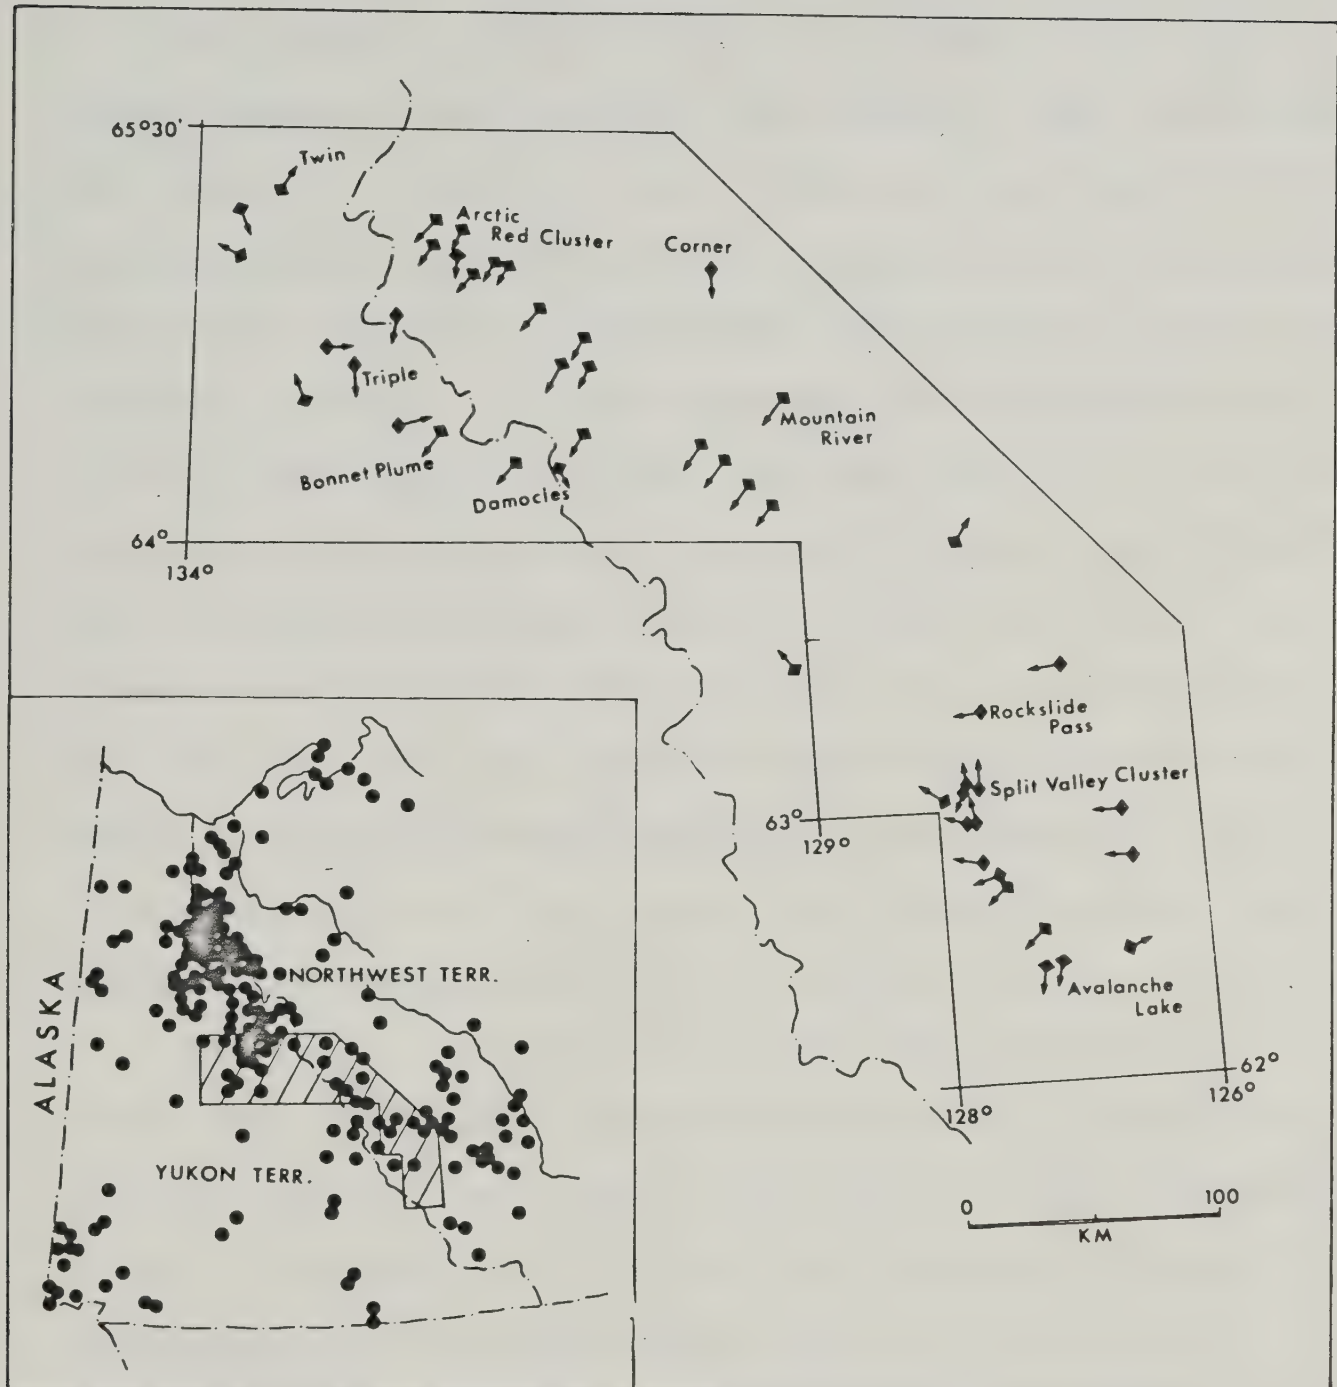 65°30'
Twin
Arctic
Red Cluster
Corner
Triple
Mountain
River
Bonnet Plume
Damocles
64°
134°
Rockslide
Pass
Split Valley Cluster
63°
129°
Avalanche
Lake
62°
126°
128°
0 100
KM
ALASKA
NORTHWEST TERR.
YUKON TERR.